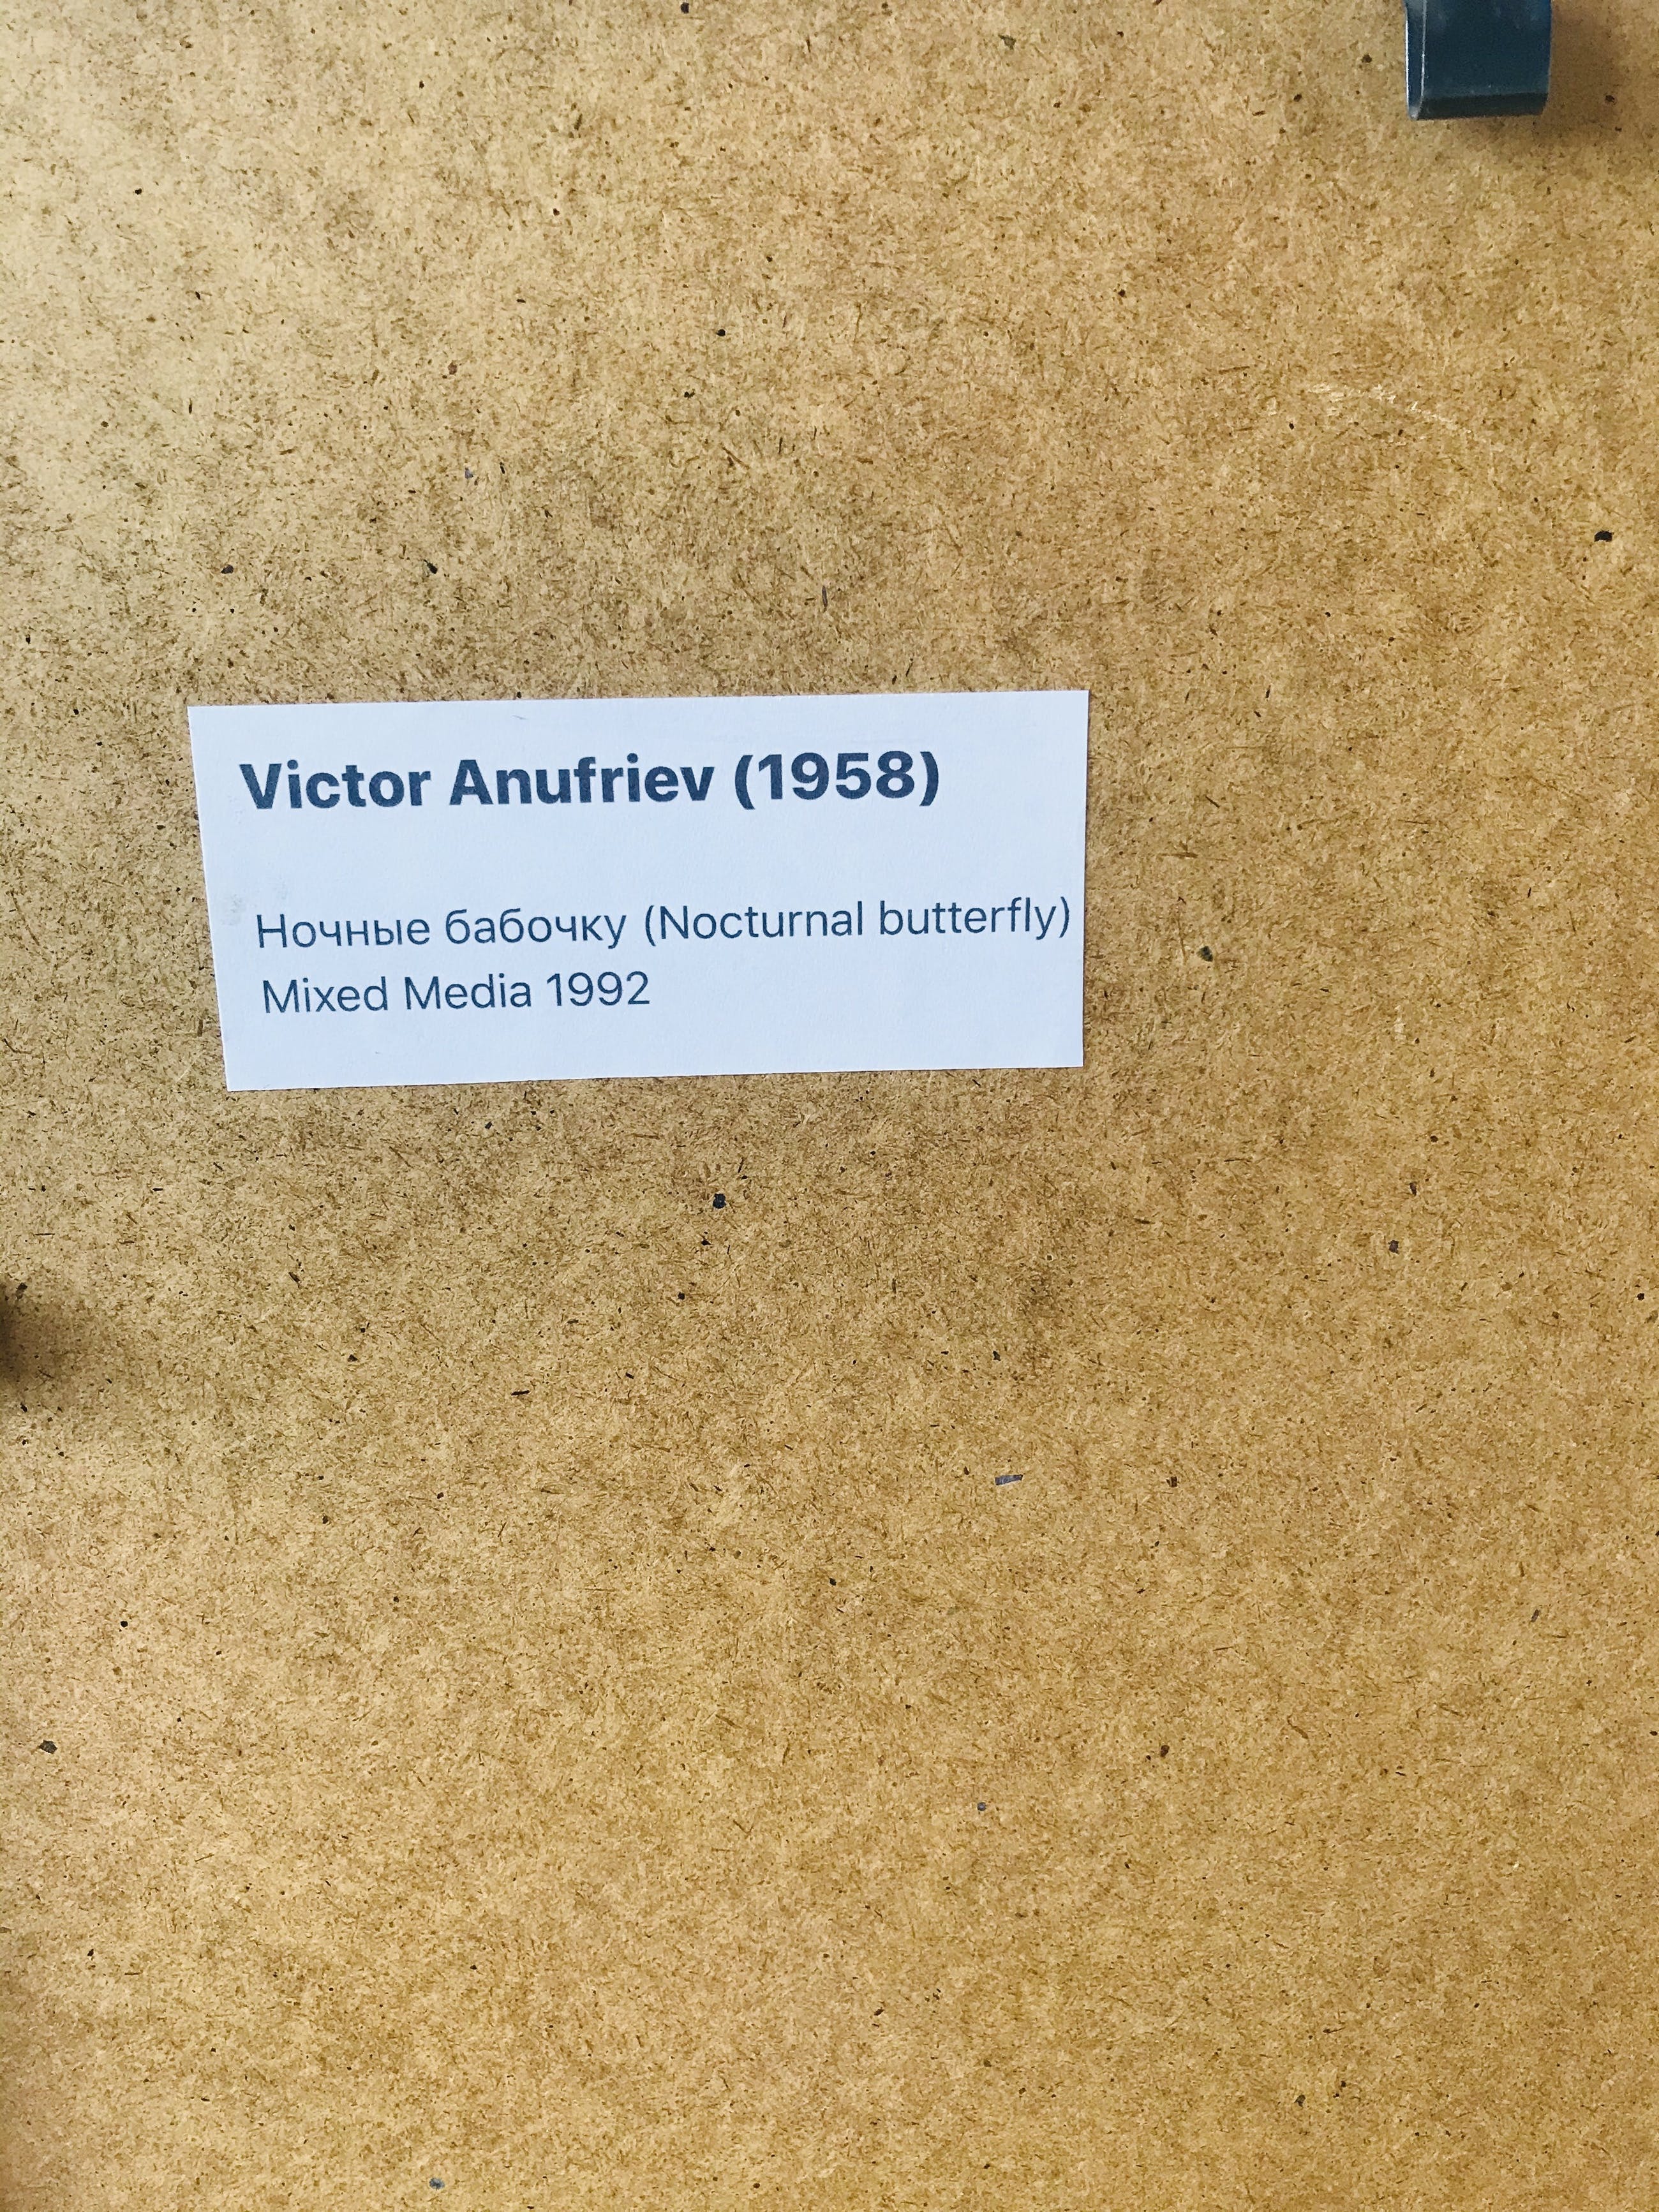 Victor Anufriev (1958)
Ночные бабочку (Nocturnal butterfly)
Mixed Media 1992